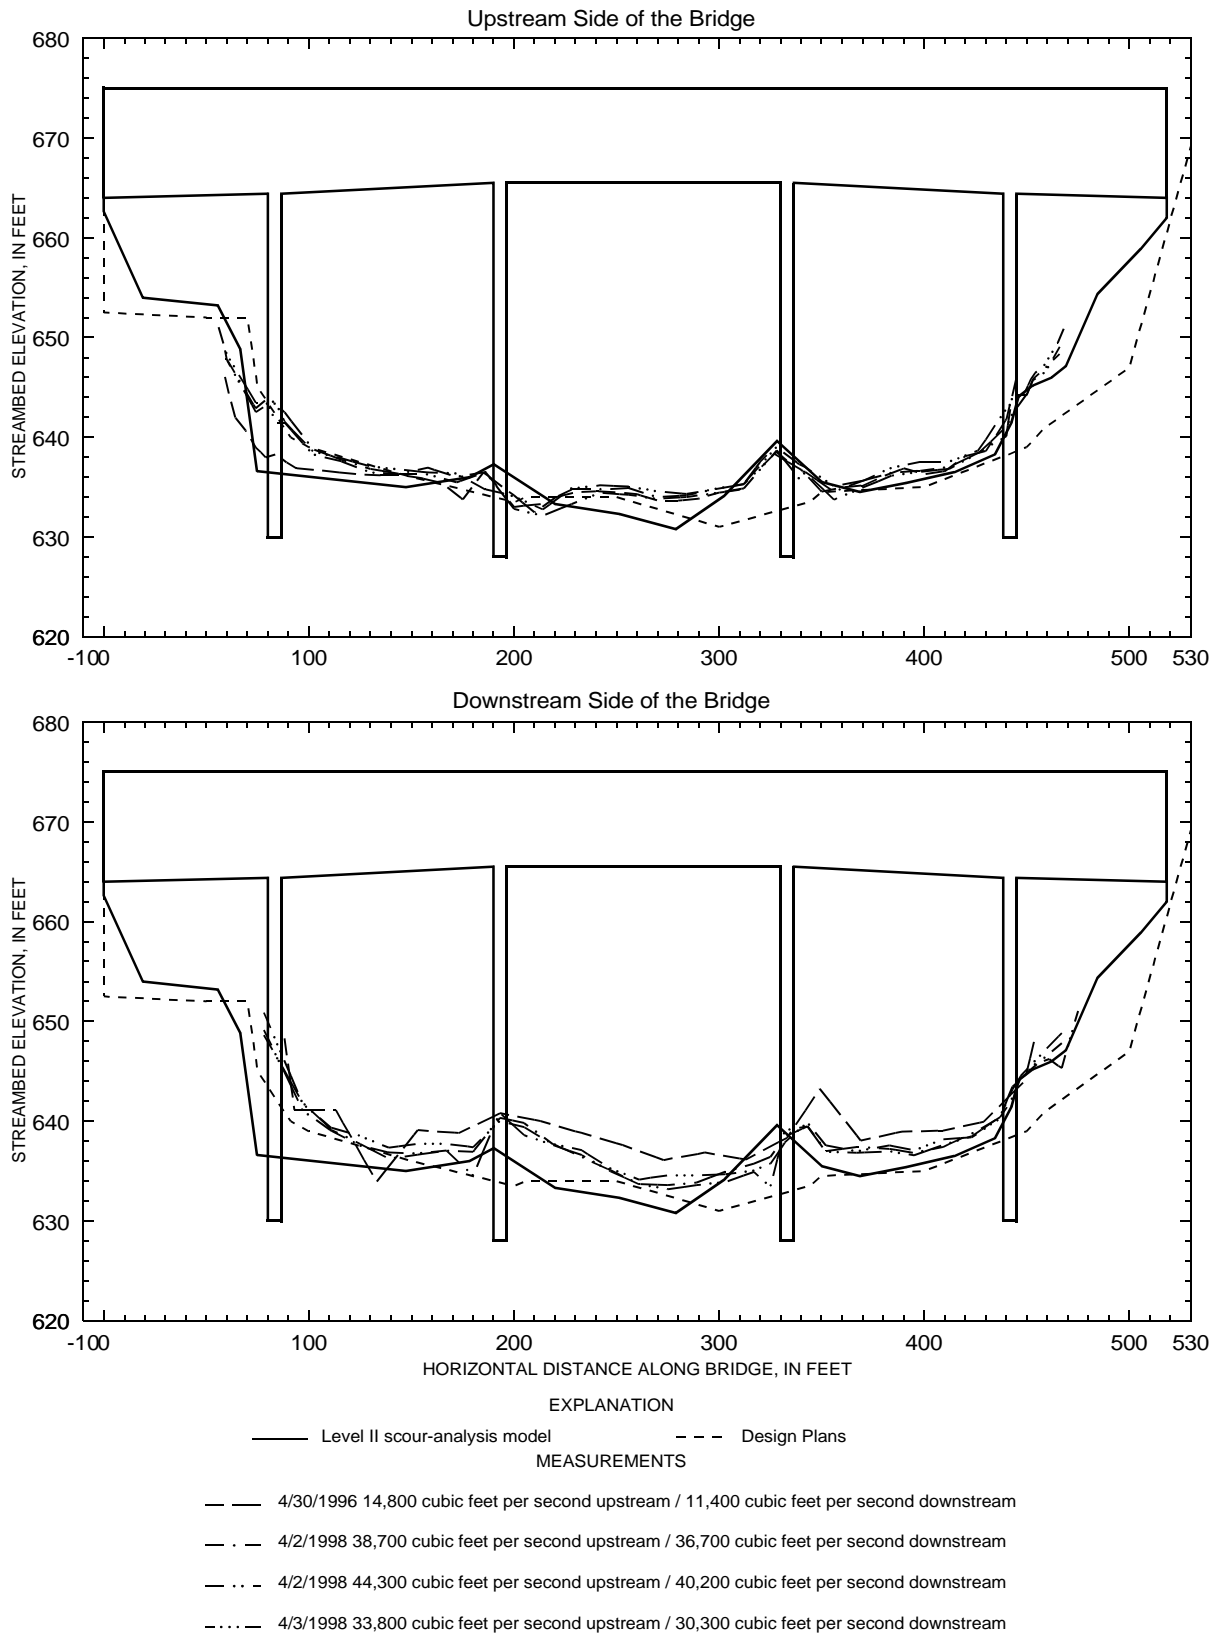 Upstream Side of the Bridge
680
670
660
650
640
630
620
STREAMBED ELEVATION, IN FEET
-10 0 100 200 300 400 500 530
Downstream Side of the Bridge
680
670
660
650
640
630
620
STREAMBED ELEVATION, IN FEET
-10 0 100 200 300 400 500 530
HORIZONTAL DISTANCE ALONG BRIDGE, IN FEET
EXPLANATION
Level II scour-analysis model Design Plans
MEASUREMENTS
4/30/1996 14,800 cubic feet per second upstream / 11,400 cubic feet per second downstream
4/2/1998 38,700 cubic feet per second upstream / 36,700 cubic feet per second downstream
4/2/1998 44,300 cubic feet per second upstream / 40,200 cubic feet per second downstream
4/3/1998 33,800 cubic feet per second upstream / 30,300 cubic feet per second downstream